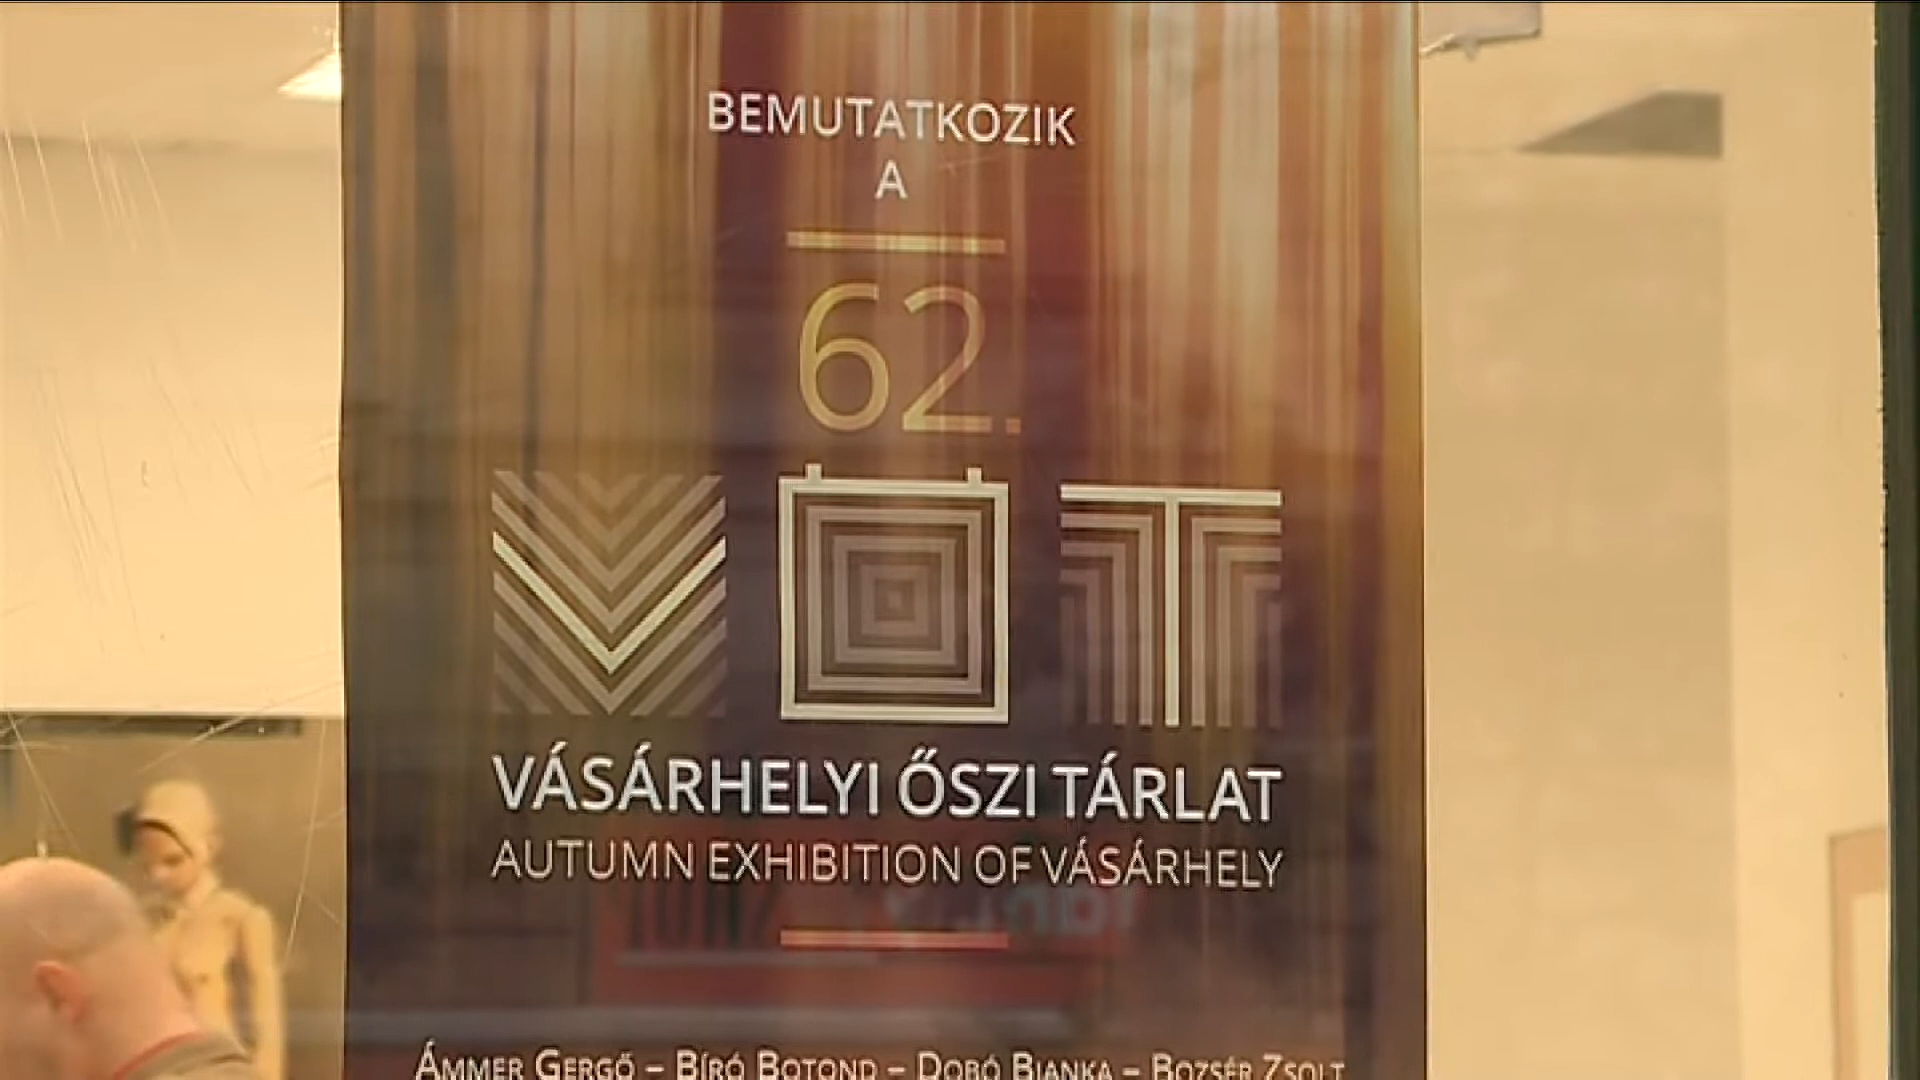 BEMUTATKOZIK
A
62.
VÁSÁRHELYI ŐSZI TÁRLAT
AUTUMN EXHIBITION OF VÁSÁRHELY
ÁMMER GERGŐ – BÍRÓ BOTOND – DOBÓ BIANKA – BOZSÉR ZSOLT